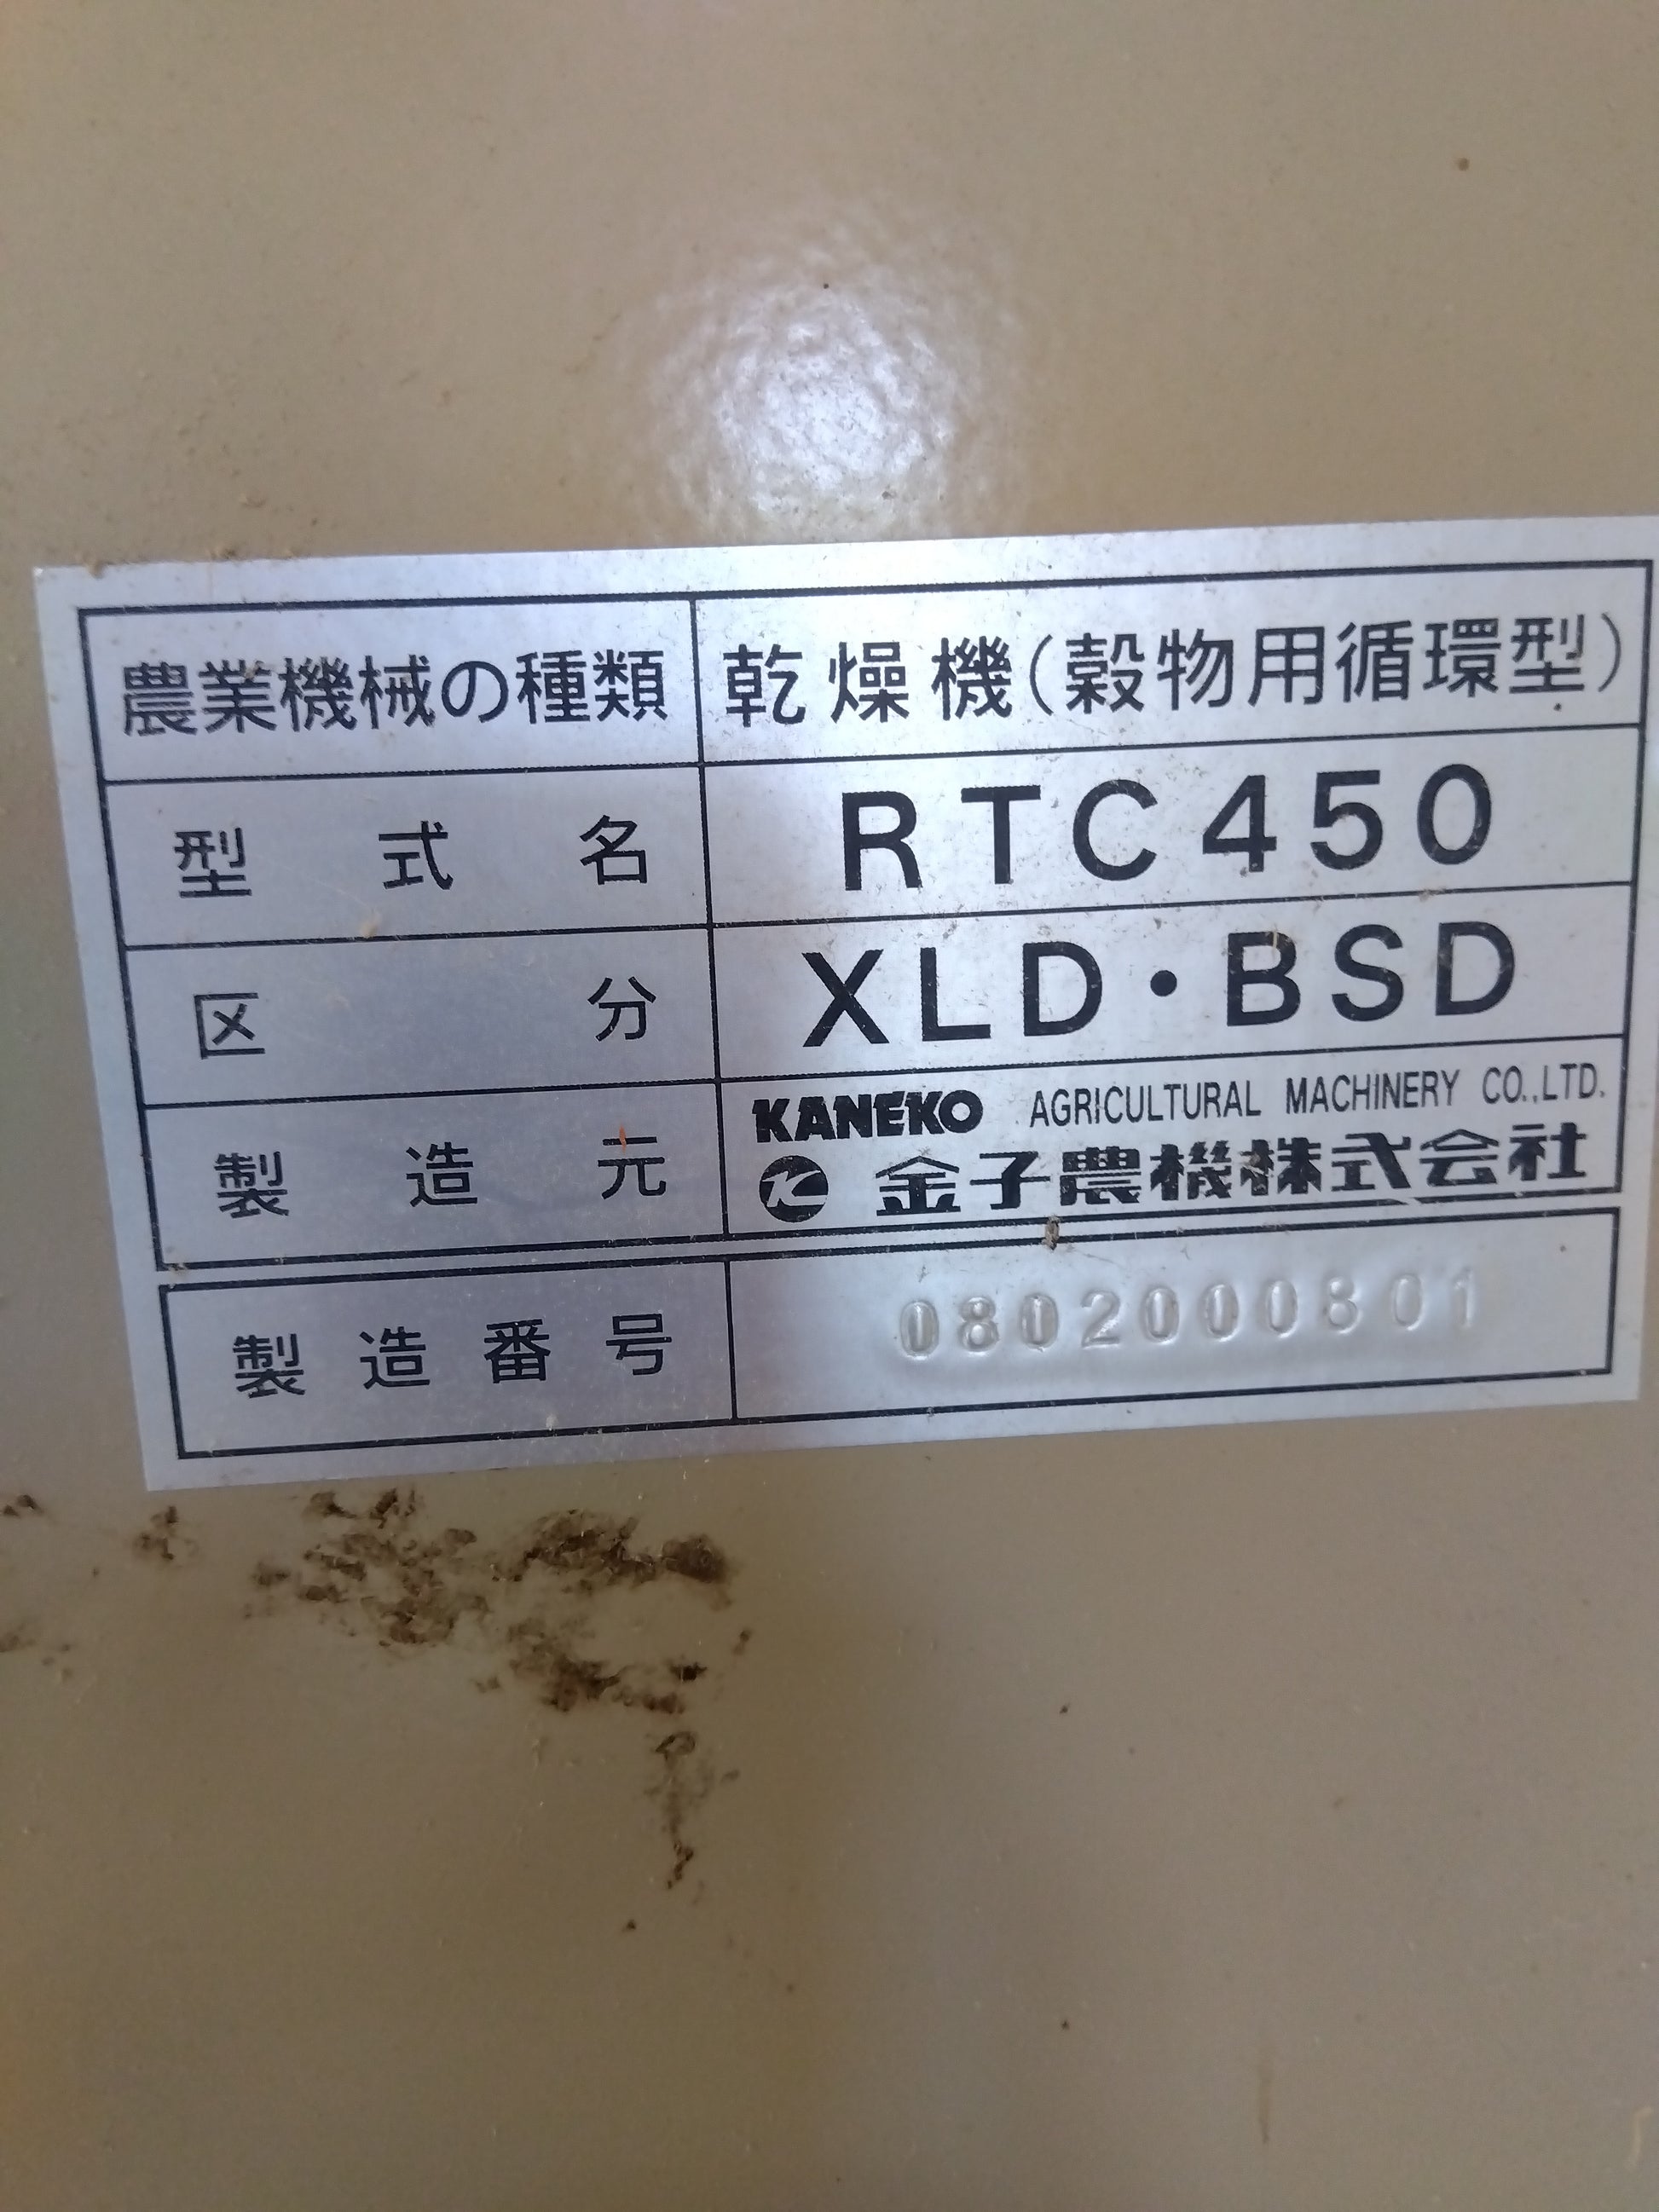 農業機械の種類 乾燥機(穀物用循環型)
型式名 RTC450
区分 XLD・BSD
製造元 KANEKO AGRICULTURAL MACHINERY CO.,LTD.
K 金子農機株式会社
製造番号 0802000801